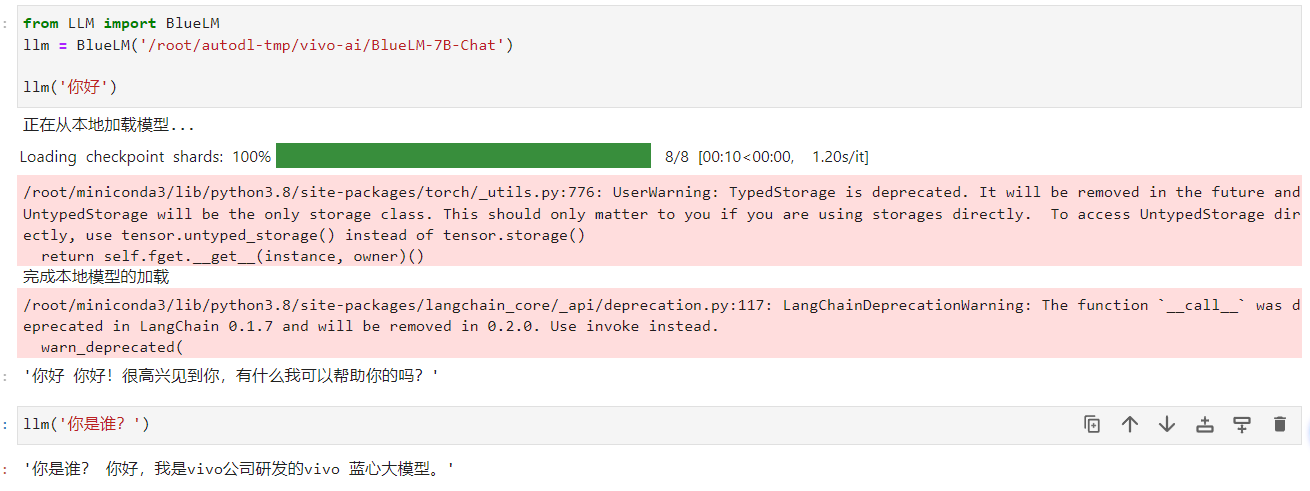 from LLM import BlueLM
llm = BlueLM('/root/autodl-tmp/vivo-ai/BlueLM-7B-Chat')
llm('你好')
正在从本地加载模型...
Loading checkpoint shards: 100% 8/8 [00:10<00:00, 1.20s/it]
/root/miniconda3/lib/python3.8/site-packages/torch/_utils.py:776: UserWarning: TypedStorage is deprecated. It will be removed in the future and
UntypedStorage will be the only storage class. This should only matter to you if you are using storages directly.  To access UntypedStorage dir
ectly, use tensor.untyped_storage() instead of tensor.storage()
  return self.fget.__get__(instance, owner)()
完成本地模型的加载
/root/miniconda3/lib/python3.8/site-packages/langchain_core/_api/deprecation.py:117: LangChainDeprecationWarning: The function `__call__` was d
eprecated in LangChain 0.1.7 and will be removed in 0.2.0. Use invoke instead.
  warn_deprecated(
: '你好 你好！很高兴见到你，有什么我可以帮助你的吗？'
: llm('你是谁？')
: '你是谁？ 你好，我是vivo公司研发的vivo 蓝心大模型。'